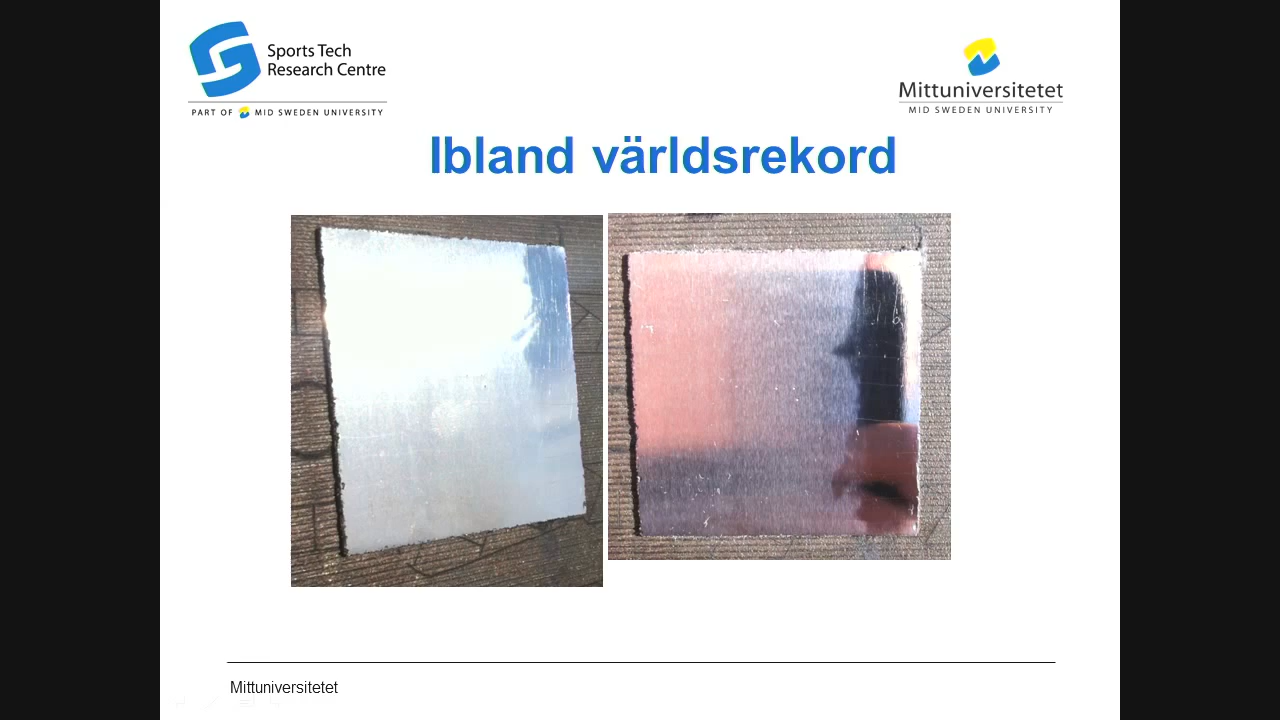 Sports Tech
Research Centre
PART OF MID SWEDEN UNIVERSITY
Mittuniversitetet
MID SWEDEN UNIVERSITY
Ibland världsrekord
Mittuniversitetet